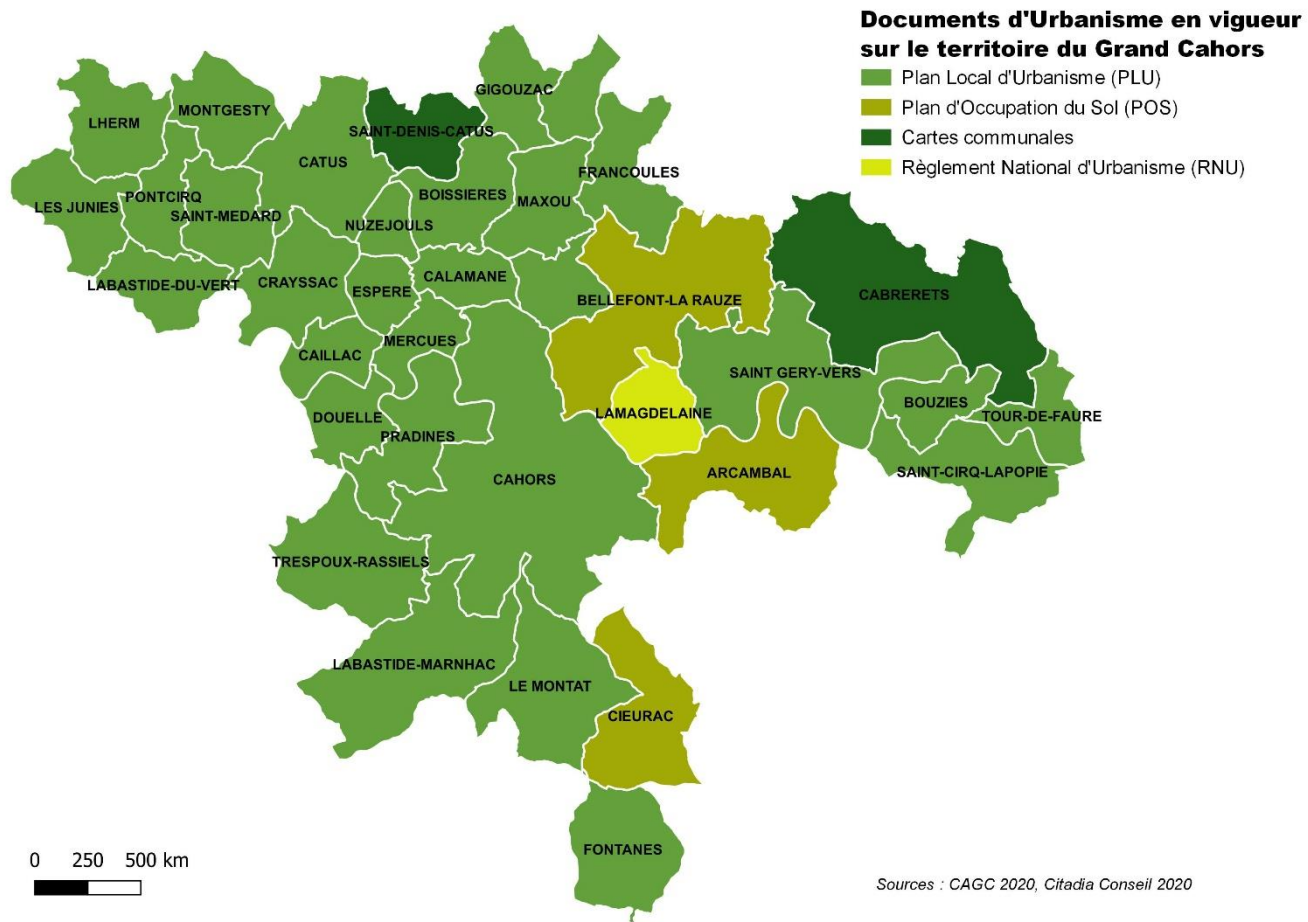 Documents d'Urbanisme en vigueur
sur le territoire du Grand Cahors
Plan Local d'Urbanisme (PLU)
Plan d'Occupation du Sol (POS)
Cartes communales
Règlement National d'Urbanisme (RNU)
GIGOUZAC
MONTGESTY
LHERM
SAINT-DENIS-CATUS
CATUS
FRANCOULES
BOISSIERES
PONTCIRQ
MAXOU
LES JUNIES
SAINT-MEDARD
NUZEJOULS
CALAMANE
CRAYSSAC
LABASTIDE-DU-VERT
ESPERE
CABRERETS
BELLEFONT-LA RAUZE
MERCUES
CAILLAC
SAINT GERY-VERS
BOUZIES
LAMAGDELAINE
DOUELLE
TOUR-DE-FAURE
PRADINES
ARCAMBAL
SAINT-CIRQ-LAPOPIE
CAHORS
TRESPOUX-RASSIELS
LABASTIDE-MARNHAC
LE MONTAT
CIEURAC
FONTANES
0 250 500 km
Sources : CAGC 2020, Citadia Conseil 2020